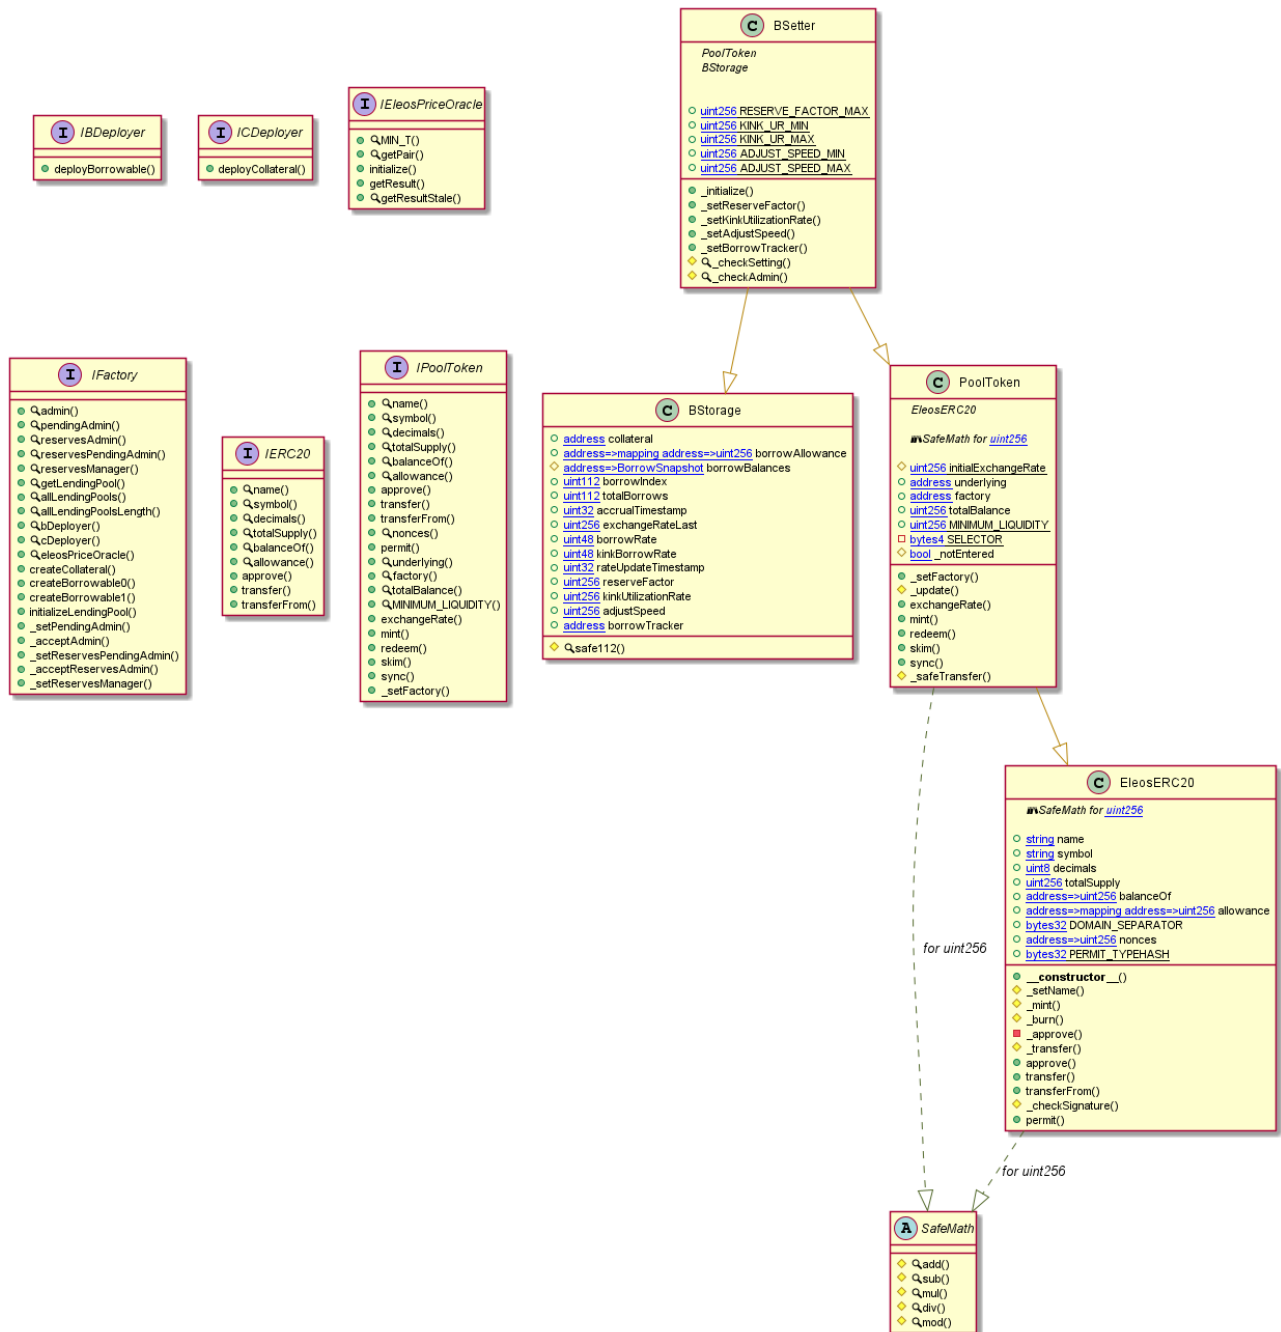 C BSetter
PoolToken
BStorage
uint256 RESERVE_FACTOR_MAX
uint256 KINK_UR_MIN
uint256 KINK_UR_MAX
uint256 ADJUST_SPEED_MIN
uint256 ADJUST_SPEED_MAX
_initialize()
_setReserveFactor()
_setKinkUtilizationRate()
_setAdjustSpeed()
_setBorrowTracker()
_checkSetting()
_checkAdmin()
I IBDeployer
deployBorrowable()
I ICDeployer
deployCollateral()
I IEleosPriceOracle
MIN_T()
getPair()
initialize()
getResult()
getResultStale()
I IFactory
admin()
pendingAdmin()
reservesAdmin()
reservesPendingAdmin()
reservesManager()
getLendingPool()
allLendingPools()
allLendingPoolsLength()
bDeployer()
cDeployer()
eleosPriceOracle()
createCollateral()
createBorrowable0()
createBorrowable1()
initializeLendingPool()
_setPendingAdmin()
_acceptAdmin()
_setReservesPendingAdmin()
_acceptReservesAdmin()
_setReservesManager()
I IERC20
name()
symbol()
decimals()
totalSupply()
balanceOf()
allowance()
approve()
transfer()
transferFrom()
I IPoolToken
name()
symbol()
decimals()
totalSupply()
balanceOf()
allowance()
approve()
transfer()
transferFrom()
nonces()
permit()
underlying()
factory()
totalBalance()
MINIMUM_LIQUIDITY()
exchangeRate()
mint()
redeem()
skim()
sync()
_setFactory()
C BStorage
address collateral
address=>mapping address=>uint256 borrowAllowance
address=>BorrowSnapshot borrowBalances
uint112 borrowIndex
uint112 totalBorrows
uint32 accrualTimestamp
uint256 exchangeRateLast
uint48 borrowRate
uint48 kinkBorrowRate
uint32 rateUpdateTimestamp
uint256 reserveFactor
uint256 kinkUtilizationRate
uint256 adjustSpeed
address borrowTracker
safe112()
C PoolToken
EleosERC20
SafeMath for uint256
uint256 initialExchangeRate
address underlying
address factory
uint256 totalBalance
uint256 MINIMUM_LIQUIDITY
bytes4 SELECTOR
bool _notEntered
_setFactory()
_update()
exchangeRate()
mint()
redeem()
skim()
sync()
_safeTransfer()
C EleosERC20
SafeMath for uint256
string name
string symbol
uint8 decimals
uint256 totalSupply
address=>uint256 balanceOf
address=>mapping address=>uint256 allowance
bytes32 DOMAIN_SEPARATOR
address=>uint256 nonces
bytes32 PERMIT_TYPEHASH
__constructor__()
_setName()
_mint()
_burn()
_approve()
_transfer()
approve()
transfer()
transferFrom()
_checkSignature()
permit()
for uint256
for uint256
A SafeMath
add()
sub()
mul()
div()
mod()